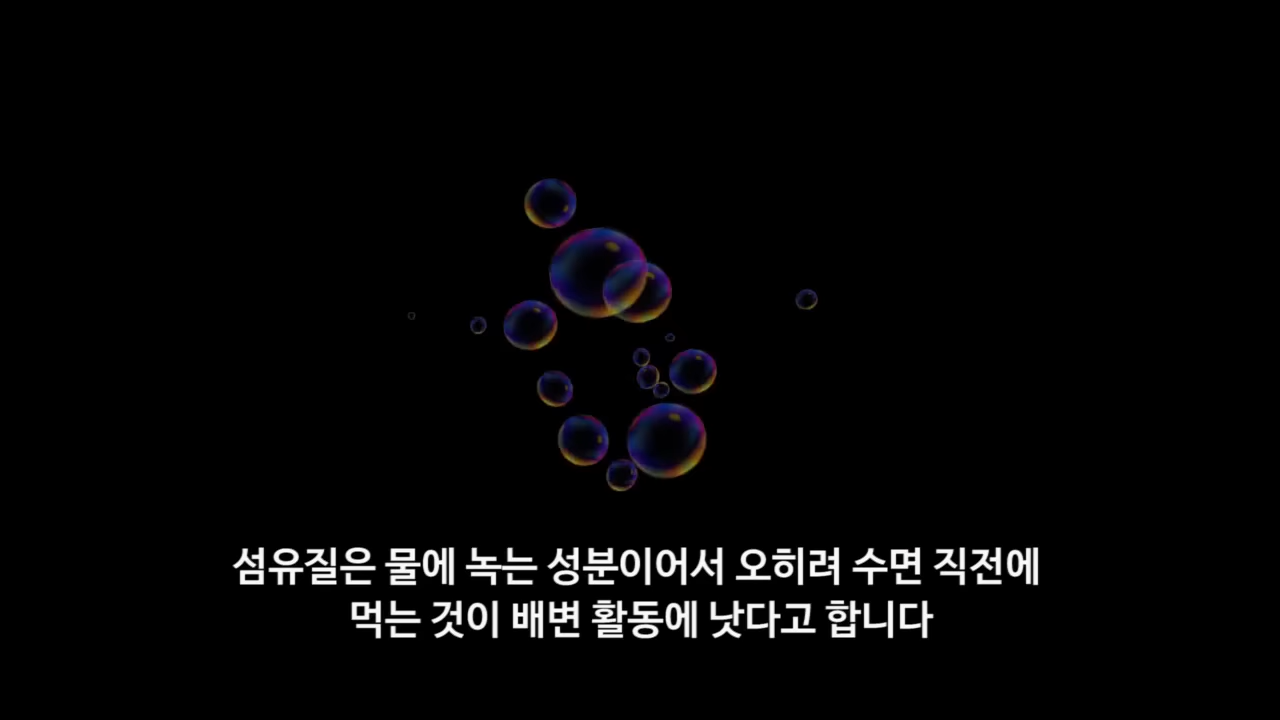 섬유질은 물에 녹는 성분이어서 오히려 수면 직전에
먹는 것이 배변 활동에 낫다고 합니다